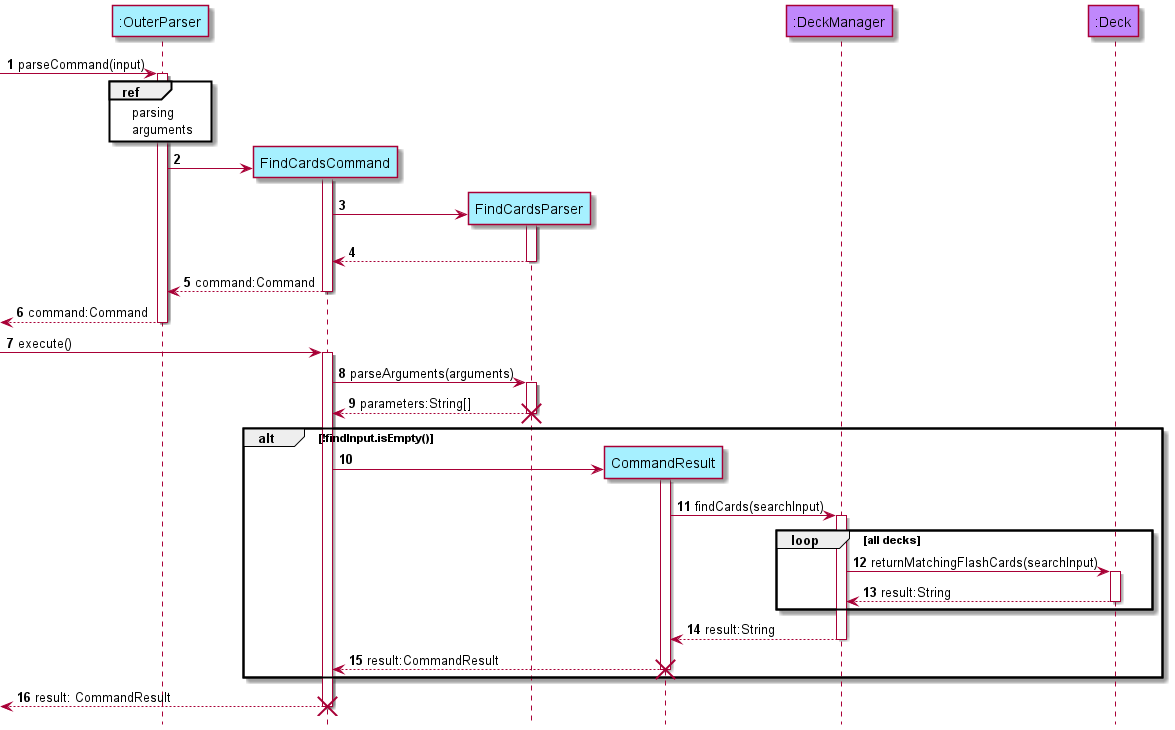 :OuterParser
:DeckManager
:Deck
1 parseCommand(input)
ref
parsing
arguments
2
FindCardsCommand
3
FindCardsParser
4
5 command:Command
6 command:Command
7 execute()
8 parseArguments(arguments)
9 parameters:String[]
alt
[!findInput.isEmpty()]
10
CommandResult
11 findCards(searchInput)
loop
[all decks]
12 returnMatchingFlashCards(searchInput)
13 result:String
14 result:String
15 result:CommandResult
16 result: CommandResult